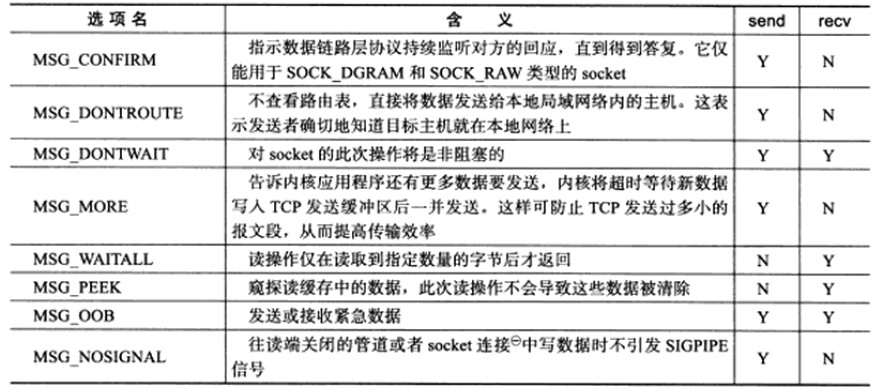 选项名 含 义 send recv
MSG_CONFIRM 指示数据链路层协议持续监听对方的回应，直到得到答复。它仅 Y N
能用于 SOCK_DGRAM 和 SOCK_RAW 类型的 socket
MSG_DONTROUTE 不查看路由表，直接将数据发送给本地局域网络内的主机。这表 Y N
示发送者确切地知道目标主机就在本地网络上
MSG_DONTWAIT 对 socket 的此次操作将是非阻塞的 Y Y
告诉内核应用程序还有更多数据要发送，内核将超时等待新数据
MSG_MORE 写入 TCP 发送缓冲区后一并发送。这样可防止 TCP 发送过多小的 Y N
报文段，从而提高传输效率
MSG_WAITALL 读操作仅在读取到指定数量的字节后才返回 N Y
MSG_PEEK 窥探读缓存中的数据，此次读操作不会导致这些数据被清除 N Y
MSG_OOB 发送或接收紧急数据 Y Y
MSG_NOSIGNAL 往读端关闭的管道或者 socket 连接㊀中写数据时不引发 SIGPIPE Y N
信号